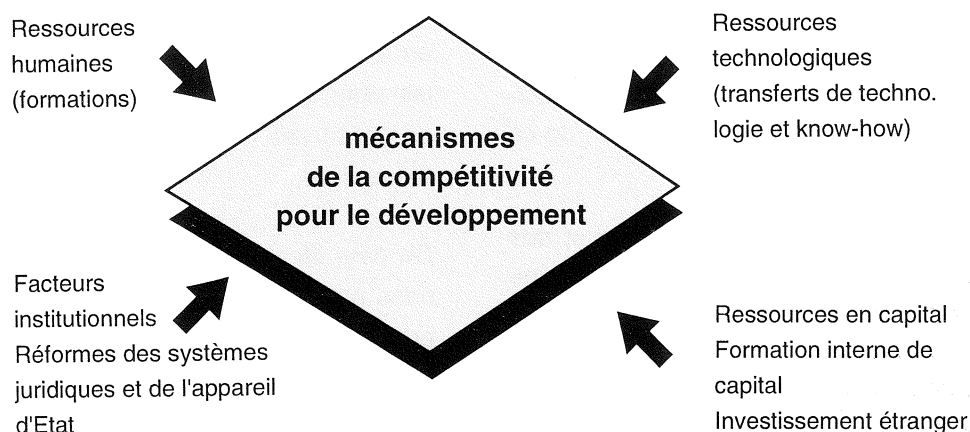 Ressources
humaines
(formations)
Ressources
technologiques
(transferts de techno.
logie et know-how)
mécanismes
de la compétitivité
pour le développement
Facteurs
institutionnels
Réformes des systèmes
juridiques et de l'appareil
d'Etat
Ressources en capital
Formation interne de
capital
Investissement étranger